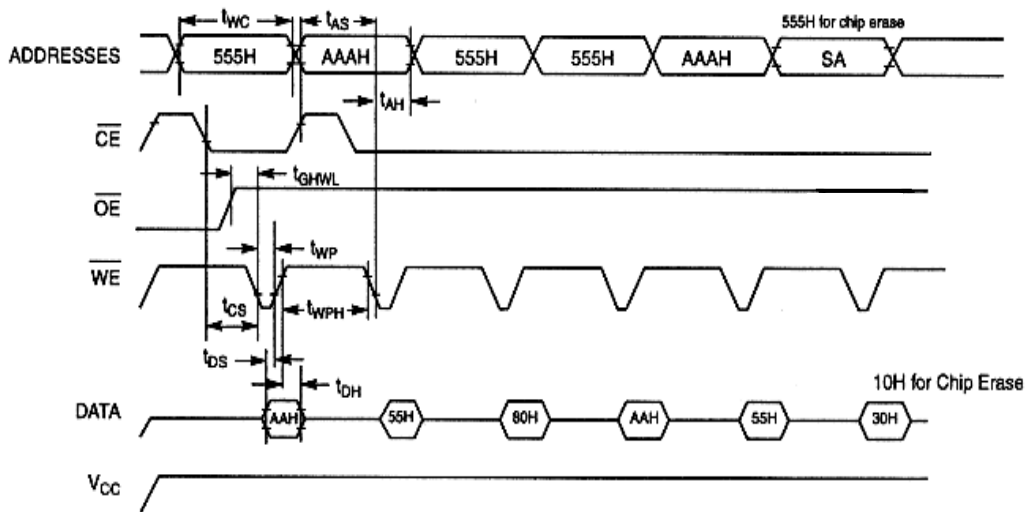 tWC
tAS
555H for chip erase
ADDRESSES
555H
AAAH
555H
555H
AAAH
SA
tAH
CE
tGHWL
OE
tWP
WE
tCS
tWPH
tDS
tDH
10H for Chip Erase
DATA
AAH
55H
80H
AAH
55H
30H
VCC